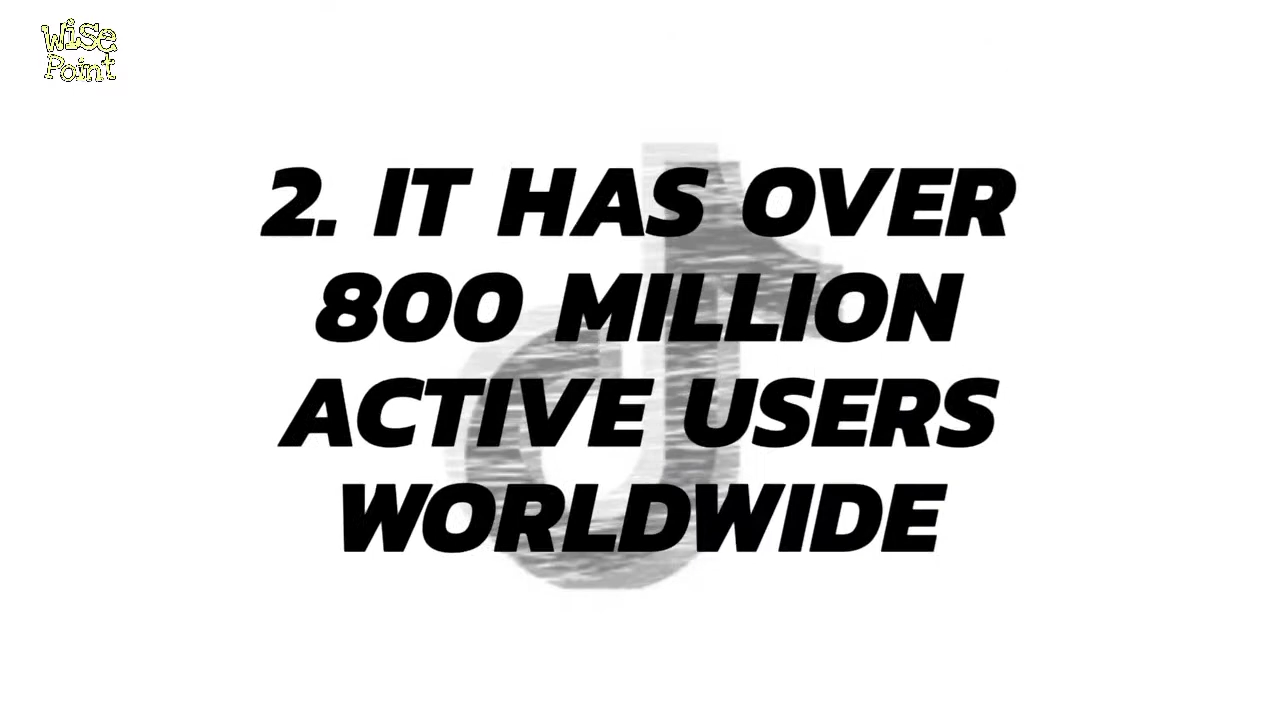 Wise
Point
2. IT HAS OVER
800 MILLION
ACTIVE USERS
WORLDWIDE